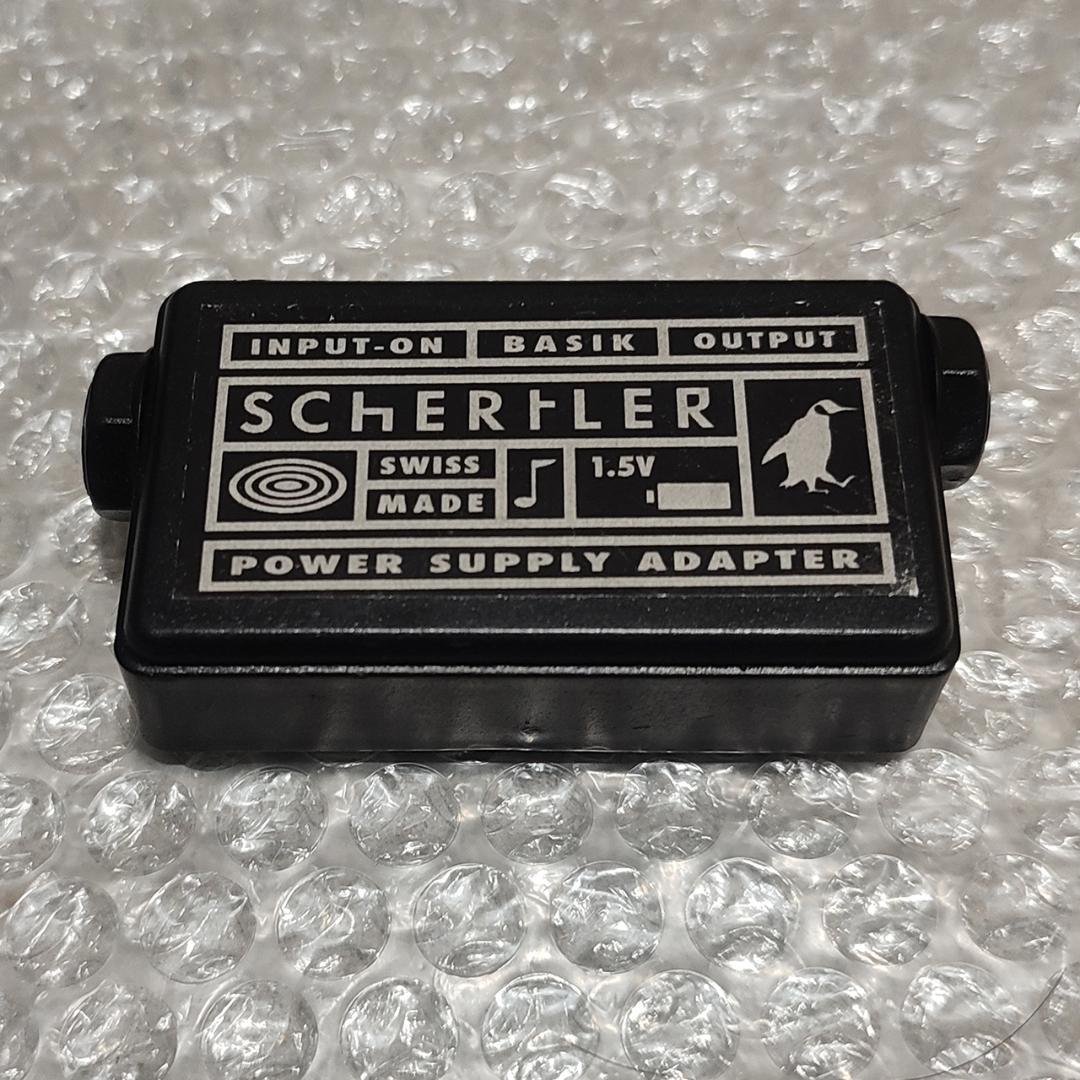 INPUT-ON BASIK OUTPUT
SCHERTLER
SWISS
MADE
1.5V
POWER SUPPLY ADAPTER